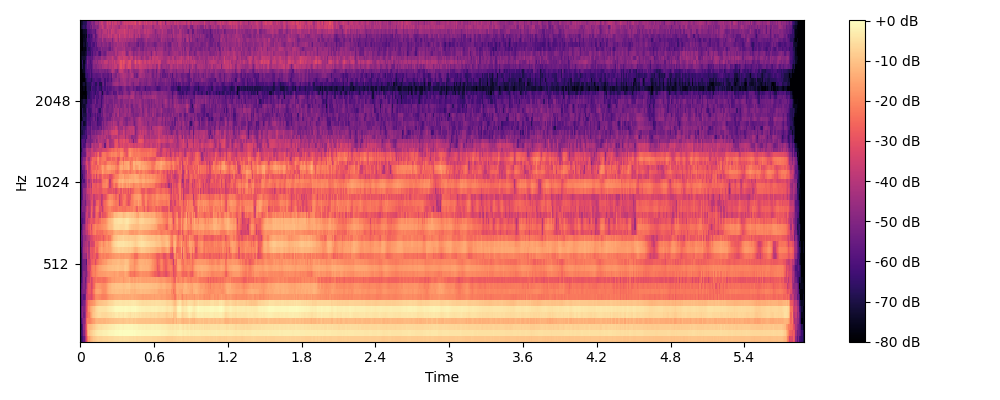 +0 dB
-10 dB
2048
-20 dB
-30 dB
Hz
1024
-40 dB
-50 dB
512
-60 dB
-70 dB
-80 dB
0 0.6 1.2 1.8 2.4 3 3.6 4.2 4.8 5.4
Time